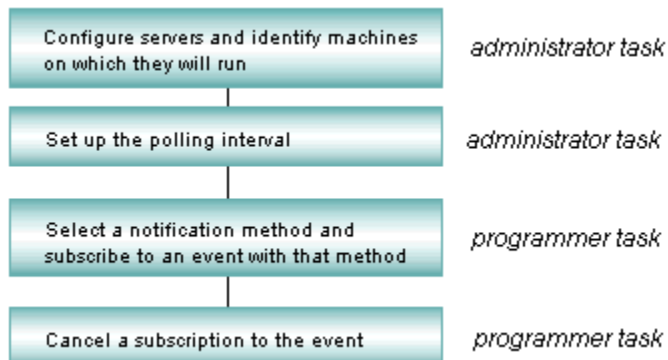 Configure servers and identify machines
on which they will run
administrator task
Set up the polling interval
administrator task
Select a notification method and
subscribe to an event with that method
programmer task
Cancel a subscription to the event
programmer task